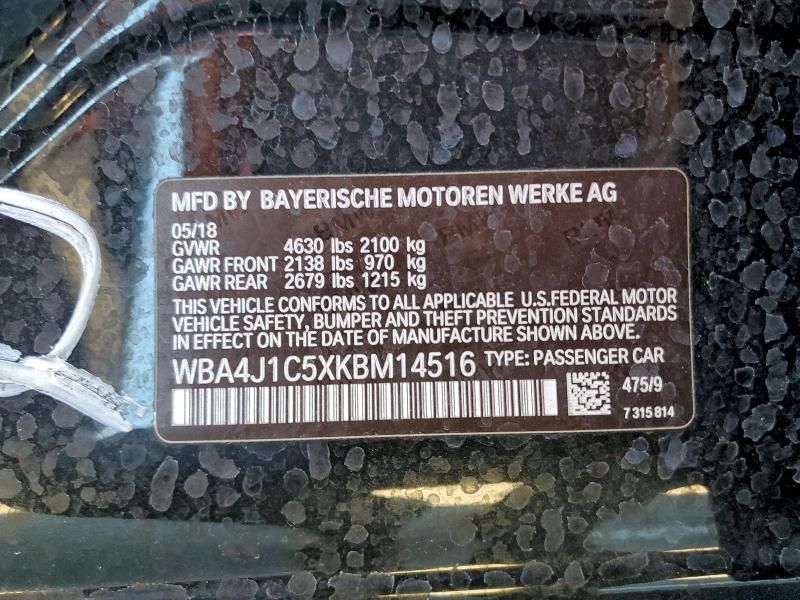 MFD BY BAYERISCHE MOTOREN WERKE AG
05/18
GVWR 4630 lbs 2100 kg
GAWR FRONT 2138 lbs 970 kg
GAWR REAR 2679 lbs 1215 kg
THIS VEHICLE CONFORMS TO ALL APPLICABLE U.S.FEDERAL MOTOR
VEHICLE SAFETY, BUMPER AND THEFT PREVENTION STANDARDS
IN EFFECT ON THE DATE OF MANUFACTURE SHOWN ABOVE.
WBA4J1C5XKBM14516 TYPE: PASSENGER CAR
475/9
7 315 814